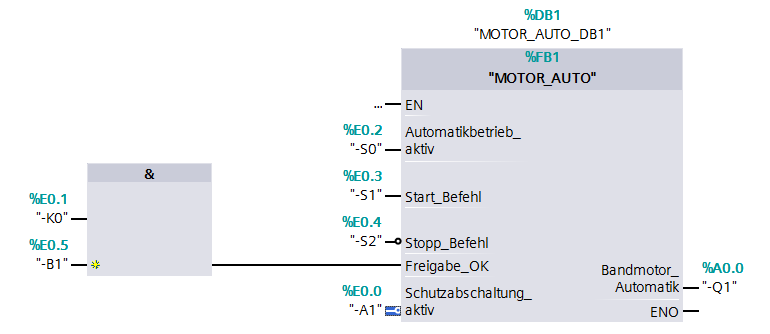 %DB1
"MOTOR_AUTO_DB1"
%FB1
"MOTOR_AUTO"
... EN
%E0.2
"-S0"
Automatikbetrieb_
aktiv
&
%E0.3
"-S1" Start_Befehl
%E0.1
"-K0"
%E0.4
"-S2" Stopp_Befehl
%E0.5
"-B1"
Freigabe_OK
%E0.0
"-A1"
Schutzabschaltung_
aktiv
Bandmotor_
Automatik
%A0.0
"-Q1"
ENO